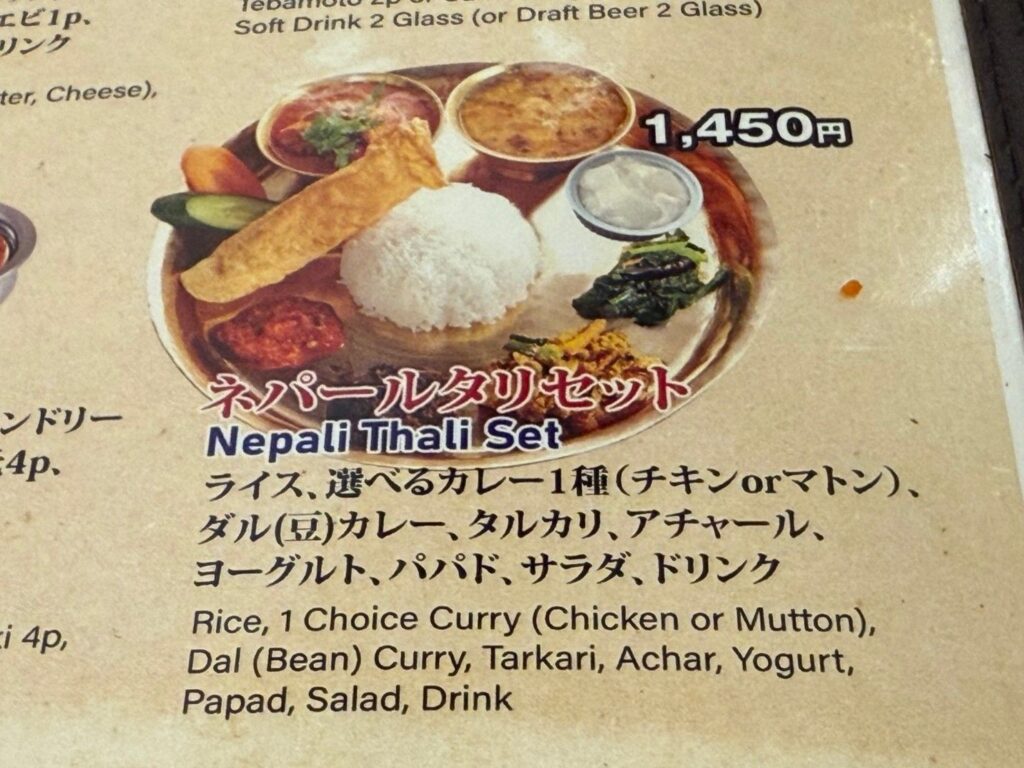 エビ1p、
リンク
Soft Drink 2 Glass (or Draft Beer 2 Glass)
ter, Cheese),
1,450円
ンドリー
4p、
ネパールタリセット
Nepali Thali Set
ライス、選べるカレー1種(チキンorマトン)、
ダル(豆)カレー、タルカリ、アチャール、
ヨーグルト、パパド、サラダ、ドリンク
Rice, 1 Choice Curry (Chicken or Mutton),
Dal (Bean) Curry, Tarkari, Achar, Yogurt,
Papad, Salad, Drink
i 4p,